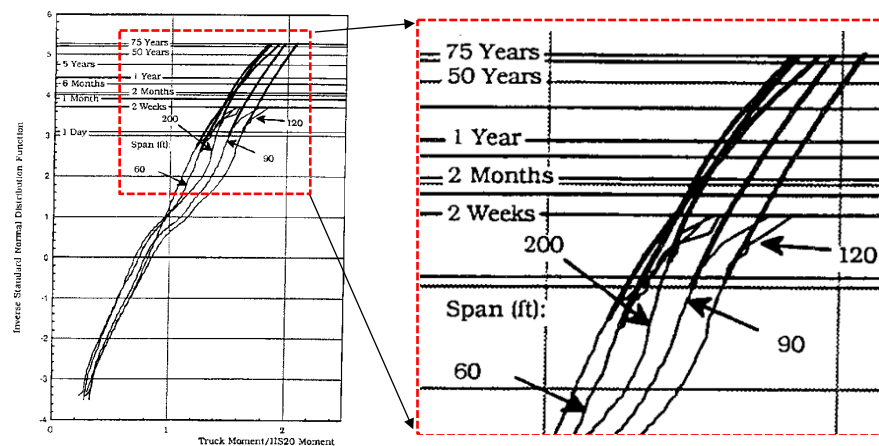 Inverse Standard Normal Distribution Function
6
5
4
3
2
1
0
-1
-2
-3
-4
75 Years
50 Years
5 Years
1 Year
6 Months
2 Months
1 Month
2 Weeks
200
120
1 Day
Span (ft):
90
60
0
1
2
Truck Moment/HS20 Moment
75 Years
50 Years
1 Year
2 Months
2 Weeks
200
120
Span (ft):
90
60